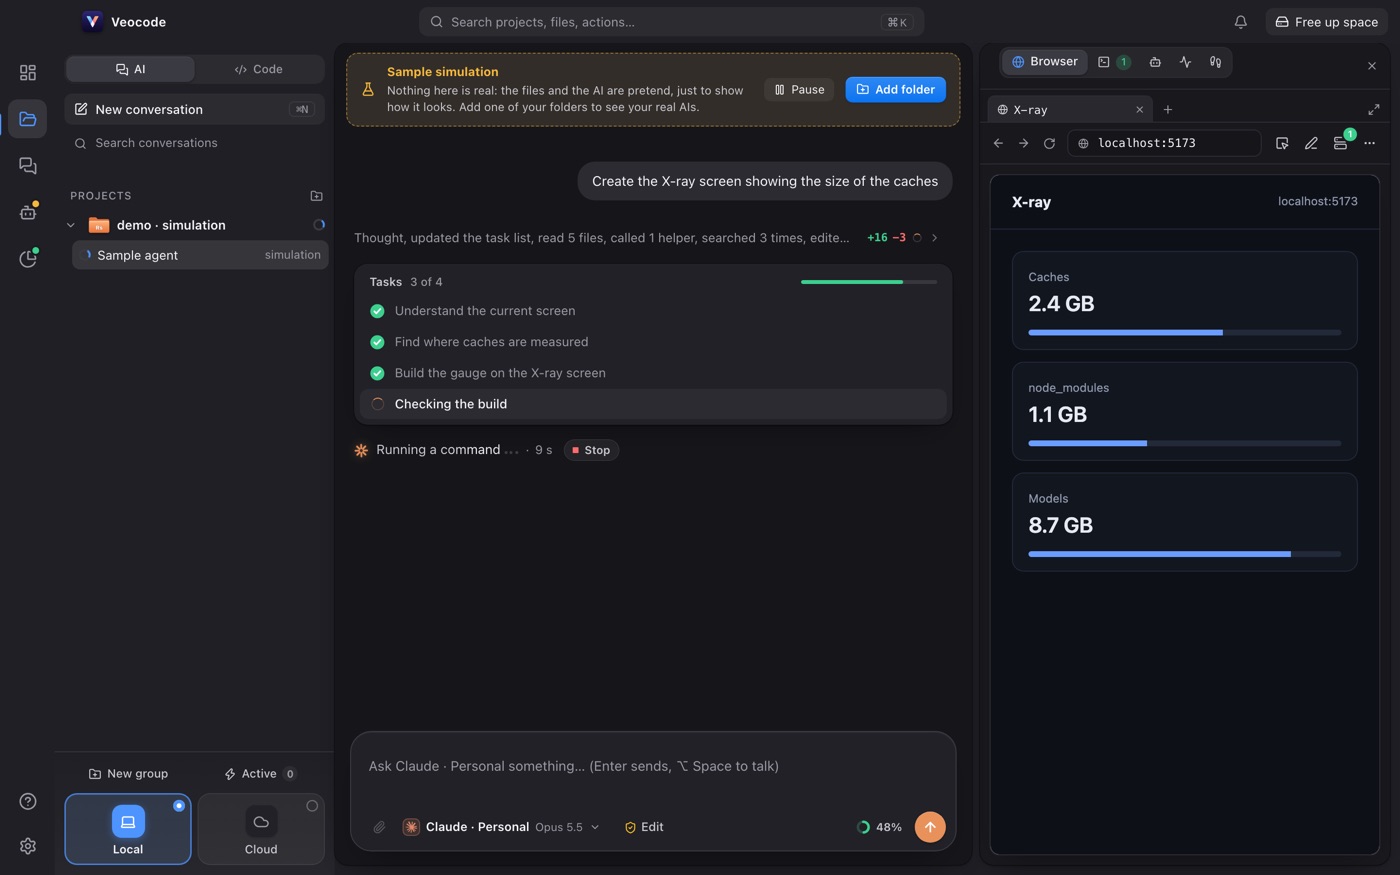 Veocode
Search projects, files, actions...
⌘K
Free up space
AI
Code
New conversation
⌘N
Search conversations
PROJECTS
demo · simulation
Sample agent
simulation
New group
Active 0
Local
Cloud
Sample simulation
Nothing here is real: the files and the AI are pretend, just to show
how it looks. Add one of your folders to see your real AIs.
Pause
Add folder
Create the X-ray screen showing the size of the caches
Thought, updated the task list, read 5 files, called 1 helper, searched 3 times, edite... +16 −3
Tasks 3 of 4
Understand the current screen
Find where caches are measured
Build the gauge on the X-ray screen
Checking the build
Running a command ... · 9 s
Stop
Ask Claude · Personal something... (Enter sends, ⌥ Space to talk)
Claude · Personal Opus 5.5
Edit
48%
Browser
1
X-ray
localhost:5173
1
X-ray
localhost:5173
Caches
2.4 GB
node_modules
1.1 GB
Models
8.7 GB